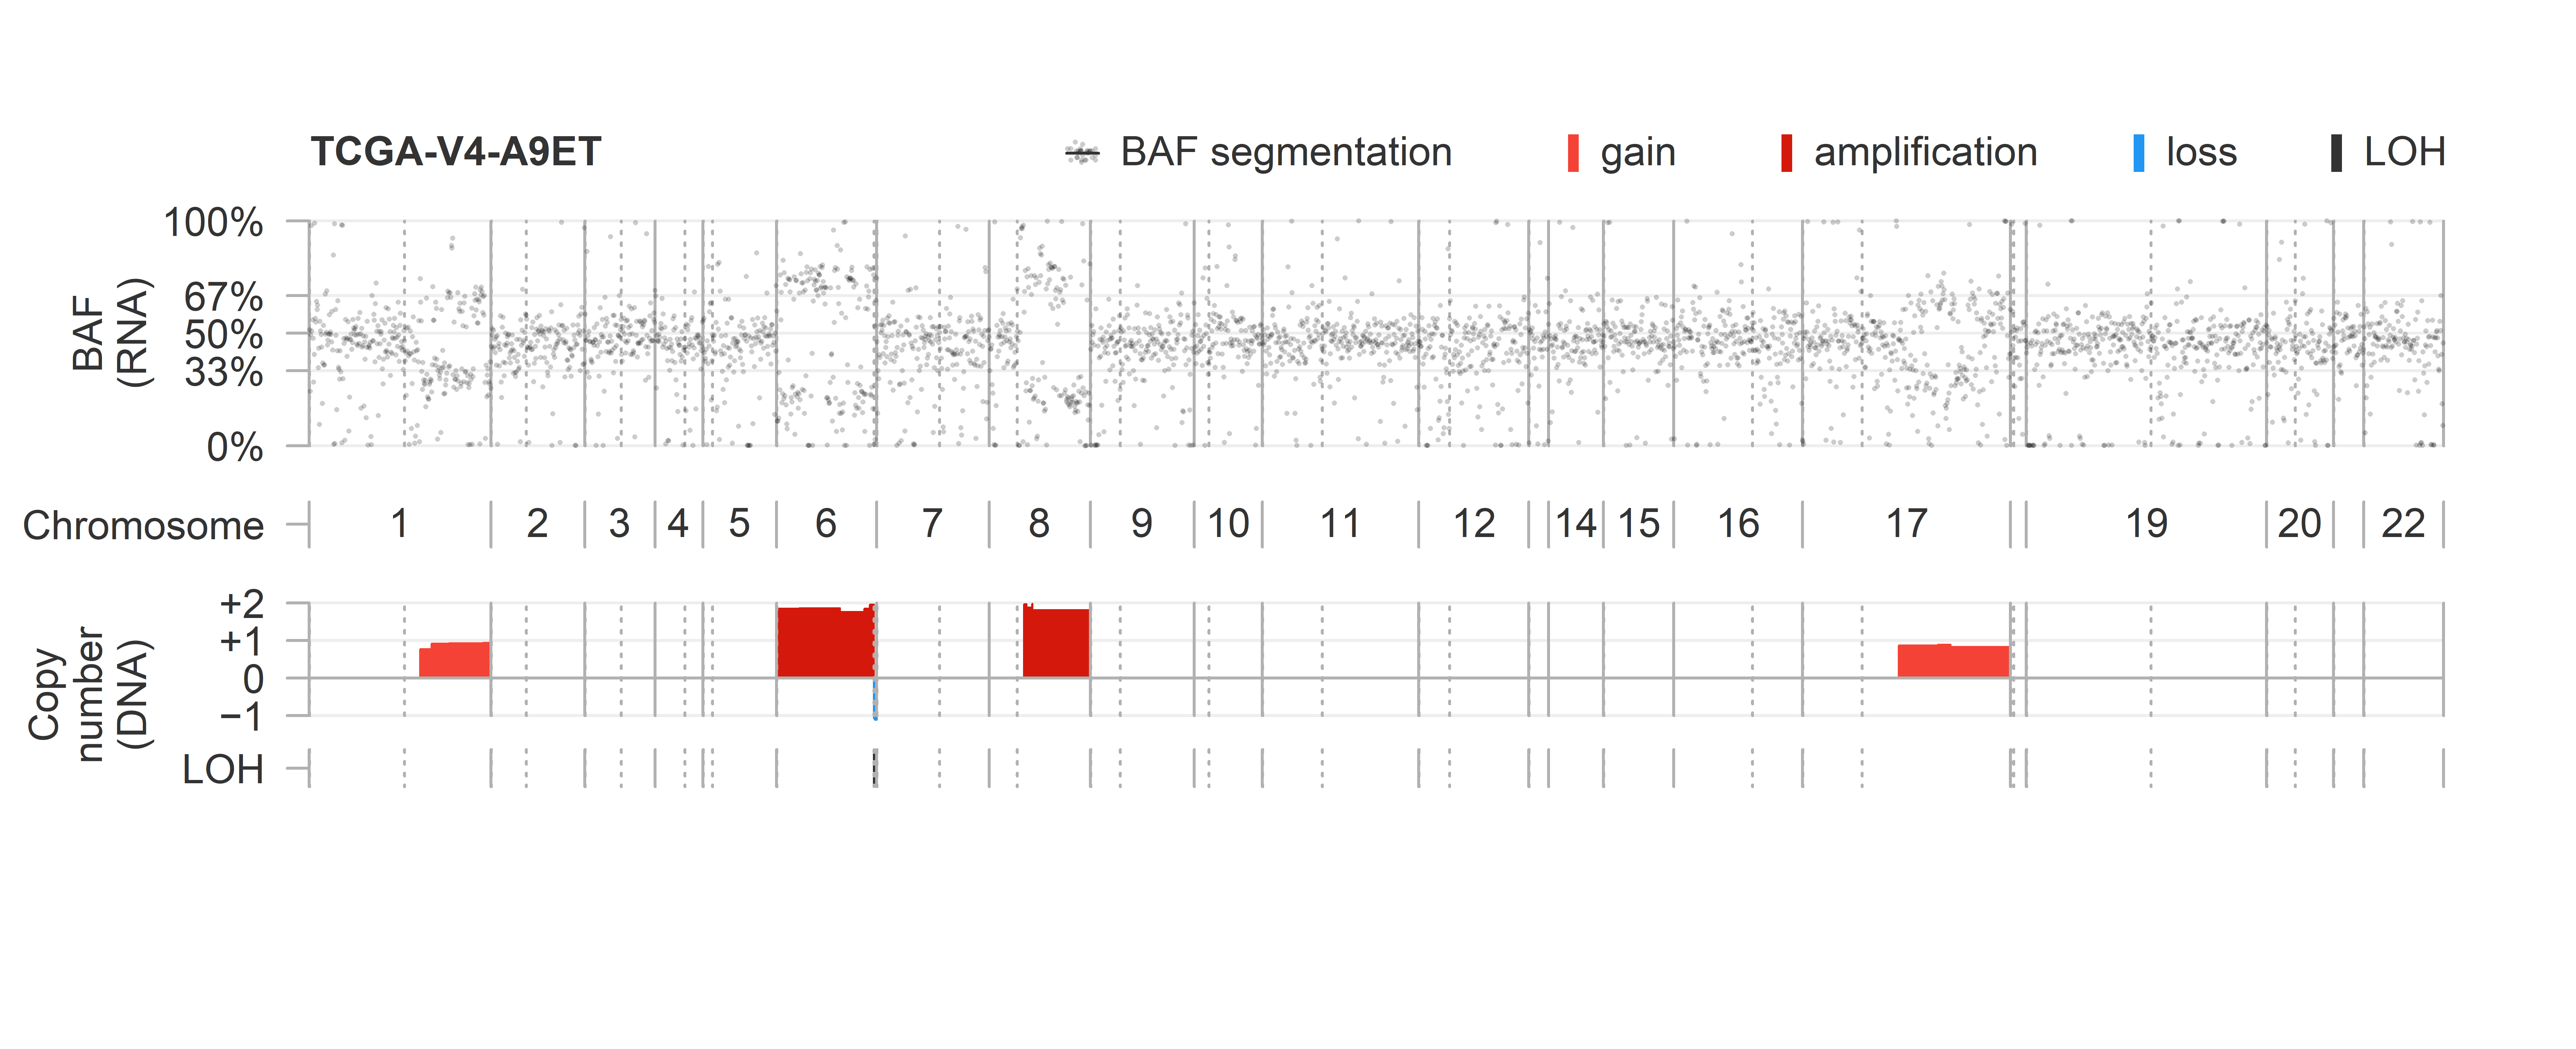 TCGA-V4-A9ET
BAF segmentation gain amplification loss LOH
100%
67%
50%
33%
0%
BAF
(RNA)
Chromosome 1 2 3 4 5 6 7 8 9 10 11 12 14 15 16 17 19 20 22
+2
+1
0
−1
Copy
number
(DNA)
LOH